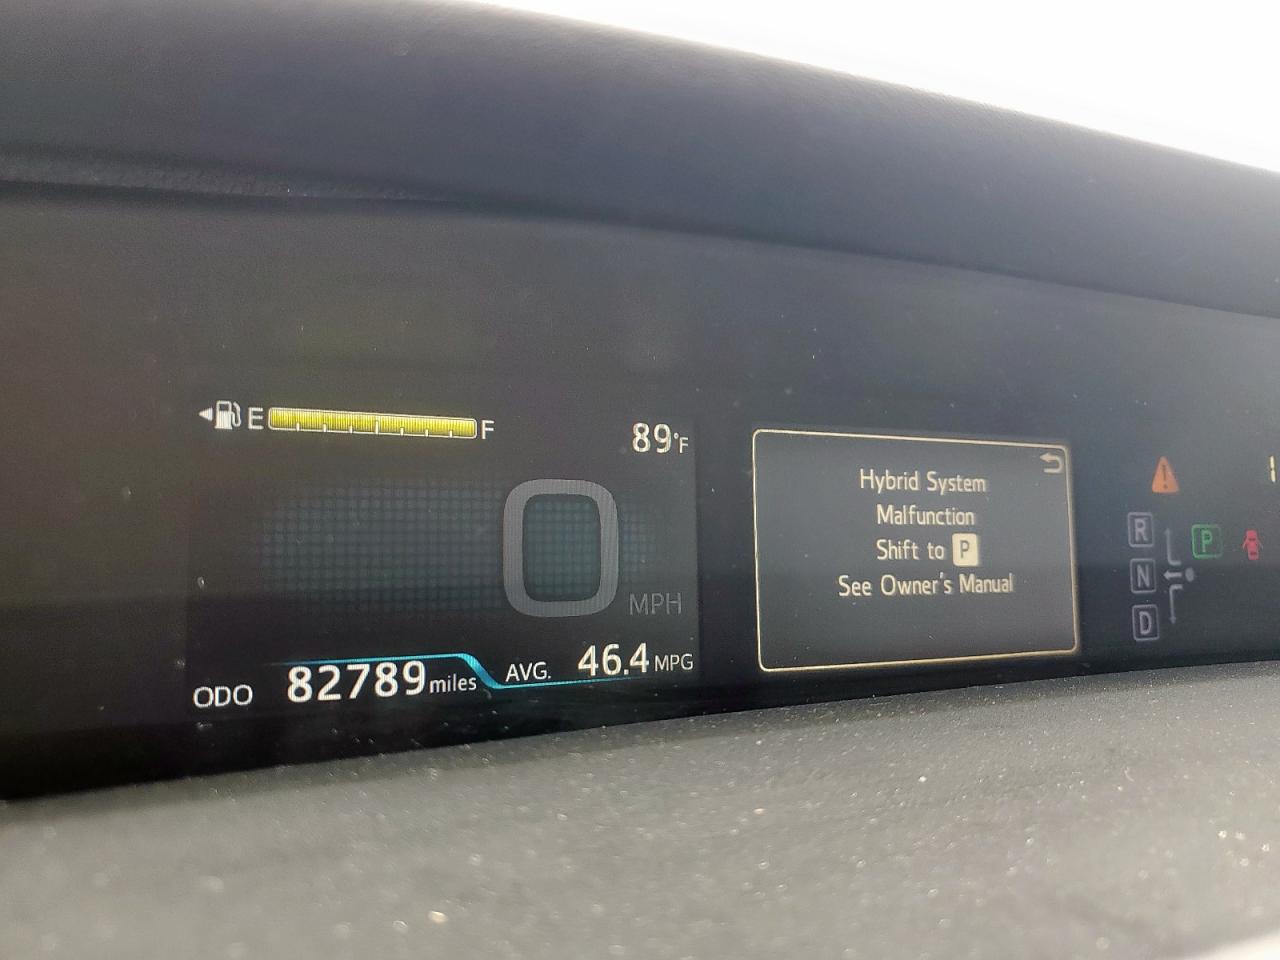 E F
89°F
0
MPH
ODO 82789 miles
AVG. 46.4 MPG
Hybrid System
Malfunction
Shift to P
See Owner's Manual
R
N
D
P